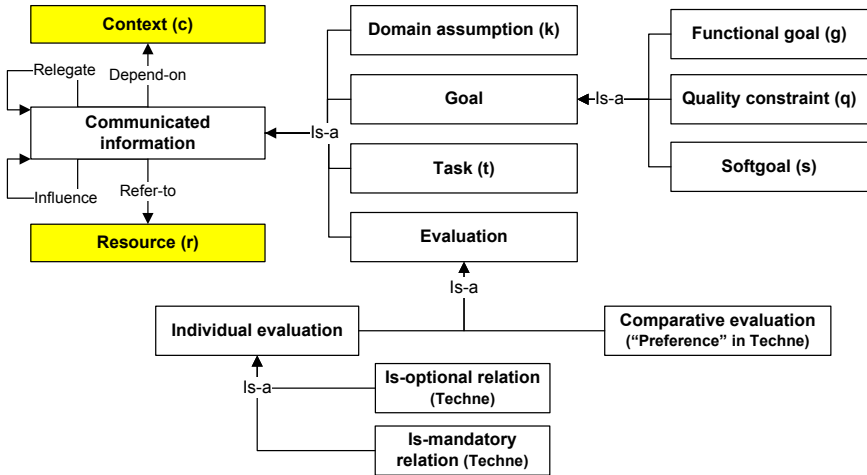 Context (c)
Relegate
Depend-on
Communicated
information
Influence
Refer-to
Resource (r)
Is-a
Domain assumption (k)
Goal
Task (t)
Evaluation
Is-a
Functional goal (g)
Quality constraint (q)
Softgoal (s)
Is-a
Individual evaluation
Comparative evaluation
(“Preference” in Techne)
Is-a
Is-optional relation
(Techne)
Is-mandatory
relation (Techne)